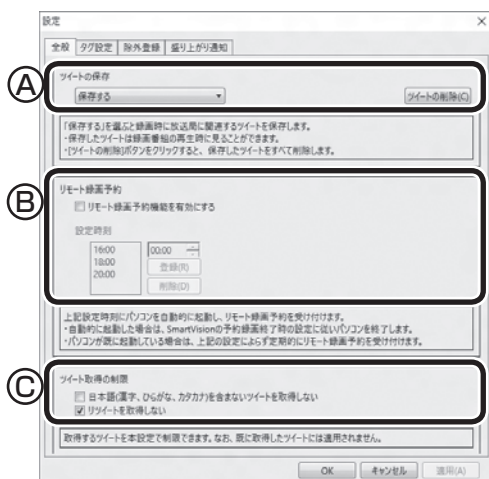 設定
全般 タグ設定 除外登録 盛り上がり通知
Ⓐ
ツイートの保存
保存する ツイートの削除(C)
「保存する」を選ぶと録画時に放送局に関連するツイートを保存します。
・保存したツイートは録画番組の再生時に見ることができます。
・[ツイートの削除]ボタンをクリックすると、保存したツイートをすべて削除します。
Ⓑ
リモート録画予約
リモート録画予約機能を有効にする
設定時刻
16:00 00:00
18:00 登録(R)
20:00
削除(D)
上記設定時刻にパソコンを自動的に起動し、リモート録画予約を受け付けます。
・自動的に起動した場合は、SmartVisionの予約録画終了時の設定に従いパソコンを終了します。
・パソコンが既に起動している場合は、上記の設定によらず定期的にリモート録画予約を受け付けます。
Ⓒ
ツイート取得の制限
日本語(漢字、ひらがな、カタカナ)を含まないツイートを取得しない
リツイートを取得しない
取得するツイートを本設定で制限できます。なお、既に取得したツイートには適用されません。
OK キャンセル 適用(A)